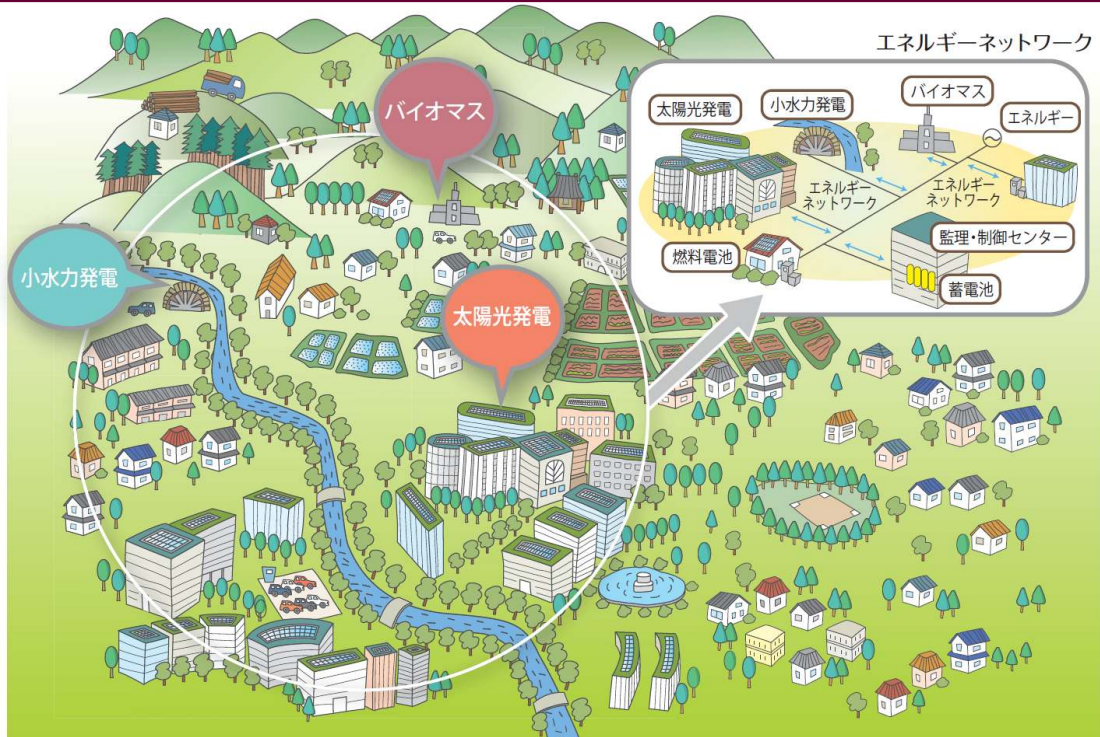 エネルギーネットワーク
バイオマス
太陽光発電
小水力発電
エネルギー
エネルギー
ネットワーク
エネルギー
ネットワーク
監理・制御センター
燃料電池
蓄電池
バイオマス
小水力発電
太陽光発電